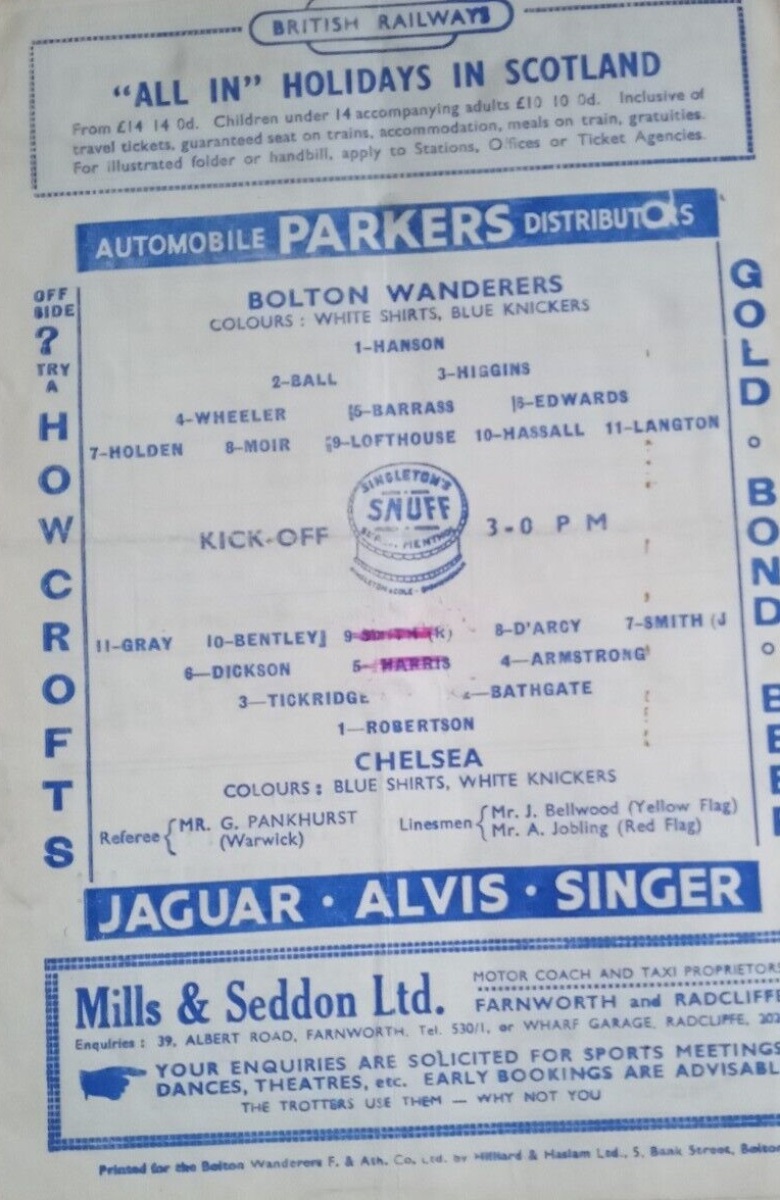 BRITISH RAILWAYS
"ALL IN" HOLIDAYS IN SCOTLAND
From £14 14 0d. Children under 14 accompanying adults £10 10 0d. Inclusive of
travel tickets, guaranteed seat on trains, accommodation, meals on train, gratuities.
For illustrated folder or handbill, apply to Stations, Offices or Ticket Agencies.
AUTOMOBILE PARKERS DISTRIBUTORS
OFF
SIDE
?
TRY
A
HOWCROFTS
GOLD
BOND
BEER
BOLTON WANDERERS
COLOURS : WHITE SHIRTS, BLUE KNICKERS
1-HANSON
2-BALL 3-HIGGINS
4-WHEELER 5-BARRASS 6-EDWARDS
7-HOLDEN 8-MOIR 9-LOFTHOUSE 10-HASSALL 11-LANGTON
SINGLETON'S
SNUFF
KICK-OFF 3-0 P M
11-GRAY 10-BENTLEY 9-SMITH (R) 8-D'ARCY 7-SMITH (J
6—DICKSON 5-HARRIS 4—ARMSTRONG
3—TICKRIDGE 2—BATHGATE
1—ROBERTSON
CHELSEA
COLOURS : BLUE SHIRTS, WHITE KNICKERS
Referee { MR. G. PANKHURST
(Warwick)
Linesmen { Mr. J. Bellwood (Yellow Flag)
Mr. A. Jobling (Red Flag)
JAGUAR · ALVIS · SINGER
Mills & Seddon Ltd.
MOTOR COACH AND TAXI PROPRIETORS
FARNWORTH and RADCLIFFE
Enquiries : 39, ALBERT ROAD, FARNWORTH. Tel. 530/1, or WHARF GARAGE, RADCLIFFE, 202
YOUR ENQUIRIES ARE SOLICITED FOR SPORTS MEETINGS
DANCES, THEATRES, etc. EARLY BOOKINGS ARE ADVISABL
THE TROTTERS USE THEM — WHY NOT YOU
Printed for the Bolton Wanderers F. & Ath. Co. Ltd. by Hilliard & Haslam Ltd., 5, Bank Street, Bolton